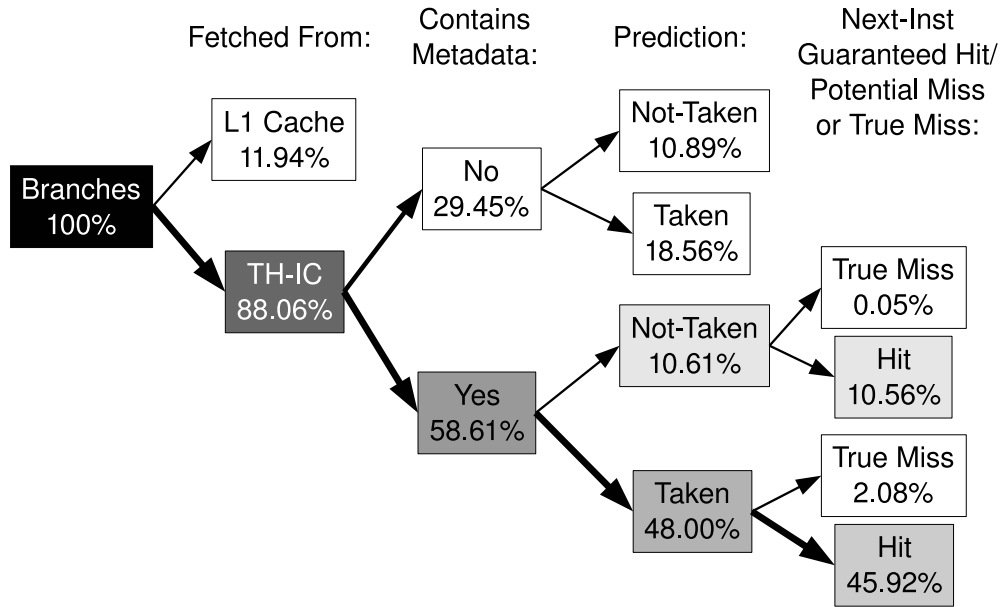 Fetched From:
Contains
Metadata:
Prediction:
Next-Inst
Guaranteed Hit/
Potential Miss
or True Miss:
Branches
100%
L1 Cache
11.94%
TH-IC
88.06%
No
29.45%
Yes
58.61%
Not-Taken
10.89%
Taken
18.56%
Not-Taken
10.61%
Taken
48.00%
True Miss
0.05%
Hit
10.56%
True Miss
2.08%
Hit
45.92%